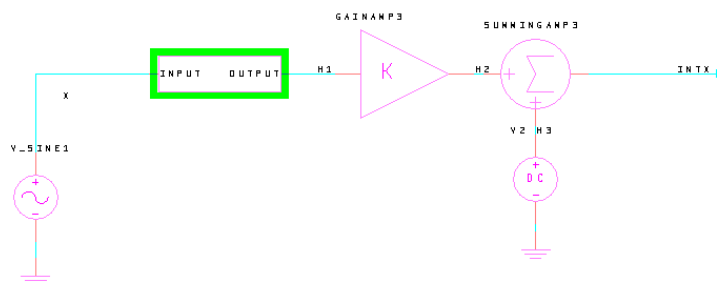 GAINAMP3
SUMMINGAMP3
INPUT OUTPUT
H1
K
H2
INTX
X
V2 H3
V_SINE1
DC